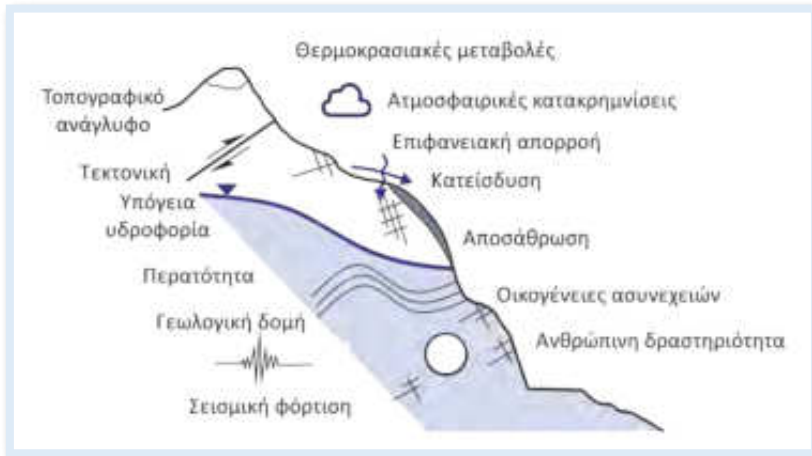 Θερμοκρασιακές μεταβολές
Τοπογραφικό
ανάγλυφο
Ατμοσφαιρικές κατακρημνίσεις
Επιφανειακή απορροή
Τεκτονική
Κατείσδυση
Υπόγεια
υδροφορία
Αποσάθρωση
Περατότητα
Οικογένειες ασυνεχειών
Γεωλογική δομή
Ανθρώπινη δραστηριότητα
Σεισμική φόρτιση